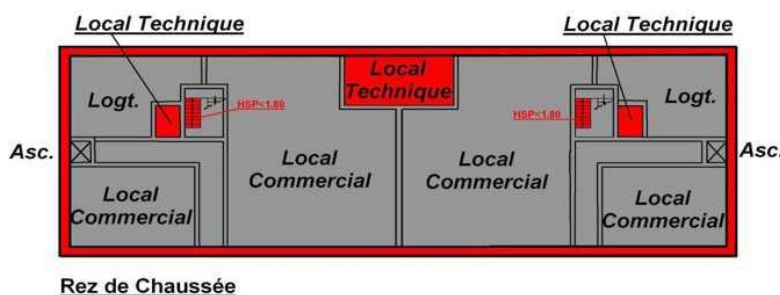 Local Technique
Local Technique
Local
Technique
Logt.
Logt.
HSP<1.80
HSP<1.80
Asc.
Asc.
Local
Commercial
Local
Commercial
Local
Commercial
Local
Commercial
Rez de Chaussée